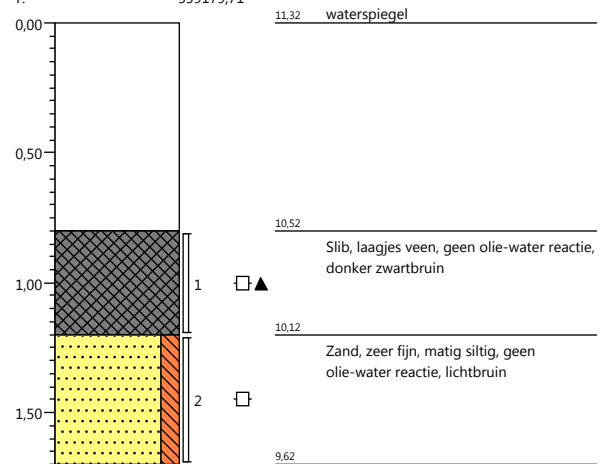 11,32 waterspiegel
0,00
0,50
10,52
Slib, laagjes veen, geen olie-water reactie,
donker zwartbruin
1,00
1
10,12
Zand, zeer fijn, matig siltig, geen
olie-water reactie, lichtbruin
2
1,50
9,62